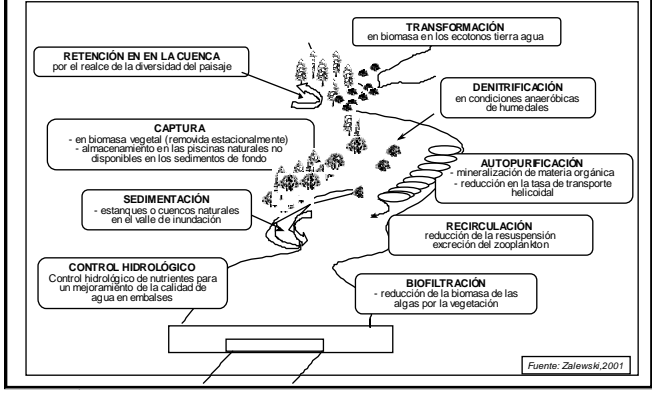 TRANSFORMACIÓN
en biomasa en los ecotonos tierra agua
RETENCIÓN EN EN LA CUENCA
por el realce de la diversidad del paisaje
DENITRIFICACIÓN
en condiciones anaeróbicas
de humedales
CAPTURA
- en biomasa vegetal (removida estacionalmente)
- almacenamiento en las piscinas naturales no
disponibles en los sedimentos de fondo
AUTOPURIFICACIÓN
- mineralización de materia orgánica
- reducción en la tasa de transporte
helicoidal
SEDIMENTACIÓN
- estanques o cuencos naturales
en el valle de inundación
RECIRCULACIÓN
reducción de la resuspensión
excreción del zooplankton
CONTROL HIDROLÓGICO
Control hidrológico de nutrientes para
un mejoramiento de la calidad de
agua en embalses
BIOFILTRACIÓN
- reducción de la biomasa de las
algas por la vegetación
Fuente: Zalewski,2001